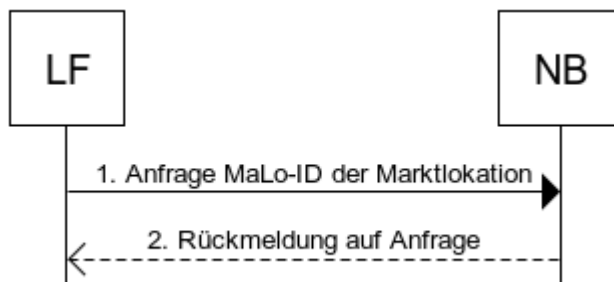 LF
NB
1. Anfrage MaLo-ID der Marktlokation
2. Rückmeldung auf Anfrage